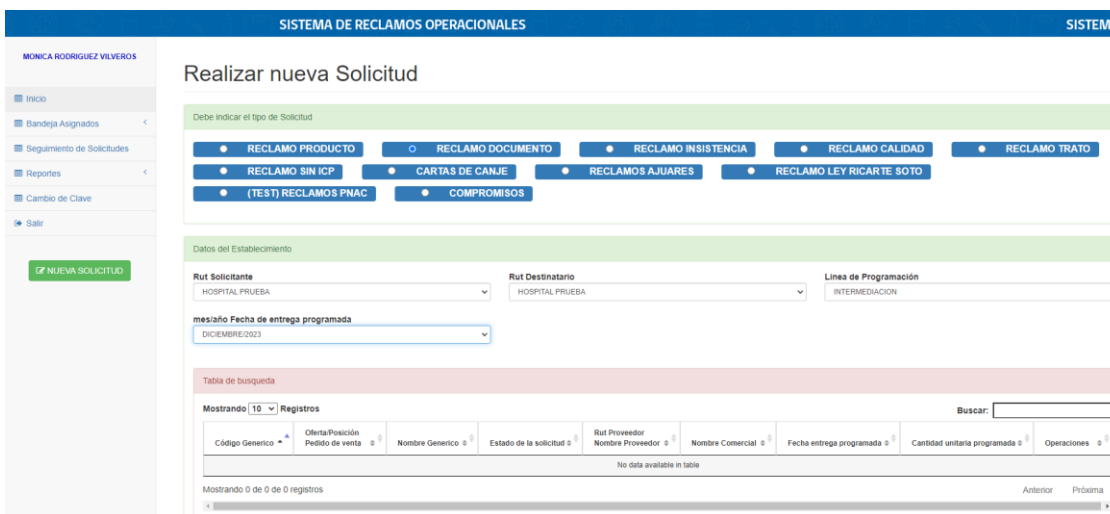 SISTEMA DE RECLAMOS OPERACIONALES
SISTEM
MONICA RODRIGUEZ VILVEROS
Inicio
Bandeja Asignados
Seguimiento de Solicitudes
Reportes
Cambio de Clave
Salir
NUEVA SOLICITUD
Realizar nueva Solicitud
Debe indicar el tipo de Solicitud
RECLAMO PRODUCTO RECLAMO DOCUMENTO RECLAMO INSISTENCIA RECLAMO CALIDAD RECLAMO TRATO
RECLAMO SIN ICP CARTAS DE CANJE RECLAMOS AJUARES RECLAMO LEY RICARTE SOTO
(TEST) RECLAMOS PNAC COMPROMISOS
Datos del Establecimiento
Rut Solicitante Rut Destinatario Linea de Programación
HOSPITAL PRUEBA HOSPITAL PRUEBA INTERMEDIACION
mes/año Fecha de entrega programada
DICIEMBRE/2023
Tabla de busqueda
Mostrando 10 Registros Buscar:
Código Generico Oferta/Posición Pedido de venta Nombre Generico Estado de la solicitud Rut Proveedor Nombre Proveedor Nombre Comercial Fecha entrega programada Cantidad unitaria programada Operaciones
No data available in table
Mostrando 0 de 0 de 0 registros Anterior Próxima